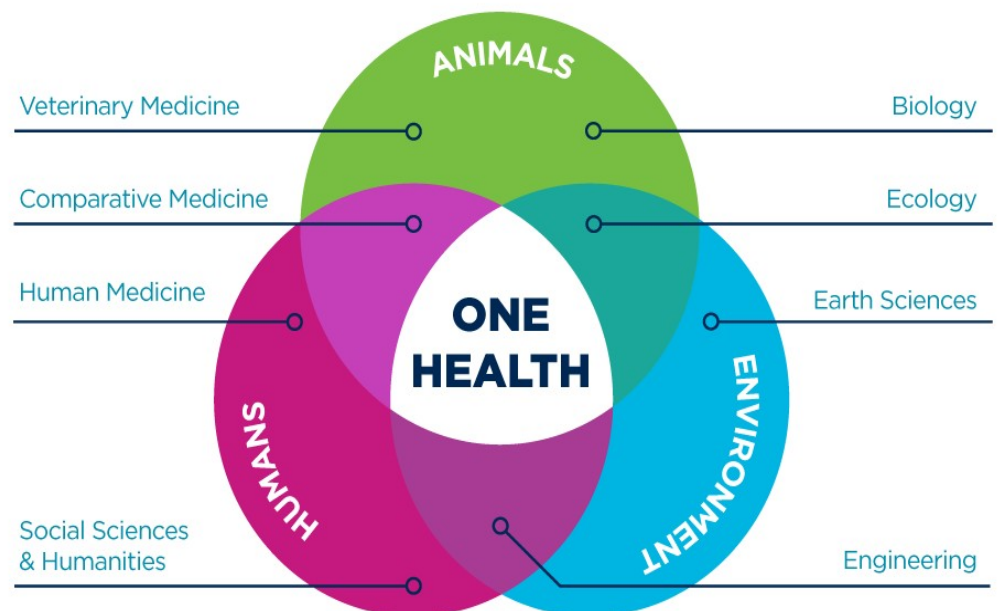 ANIMALS
Veterinary Medicine
Biology
Comparative Medicine
Ecology
Human Medicine
Earth Sciences
ONE
HEALTH
HUMANS
ENVIRONMENT
Social Sciences
& Humanities
Engineering